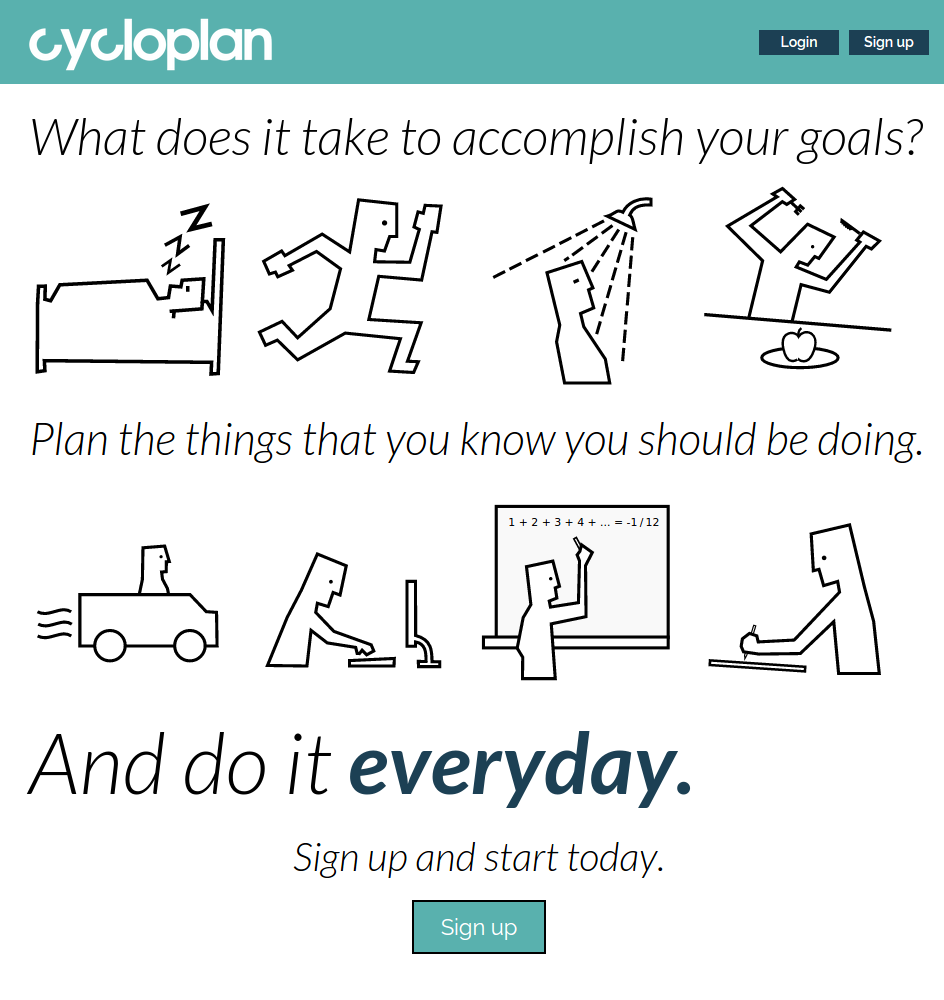 cycloplan
Login
Sign up
What does it take to accomplish your goals?
z
z
z
Plan the things that you know you should be doing.
1 + 2 + 3 + 4 + ... = -1/12
And do it everyday.
Sign up and start today.
Sign up